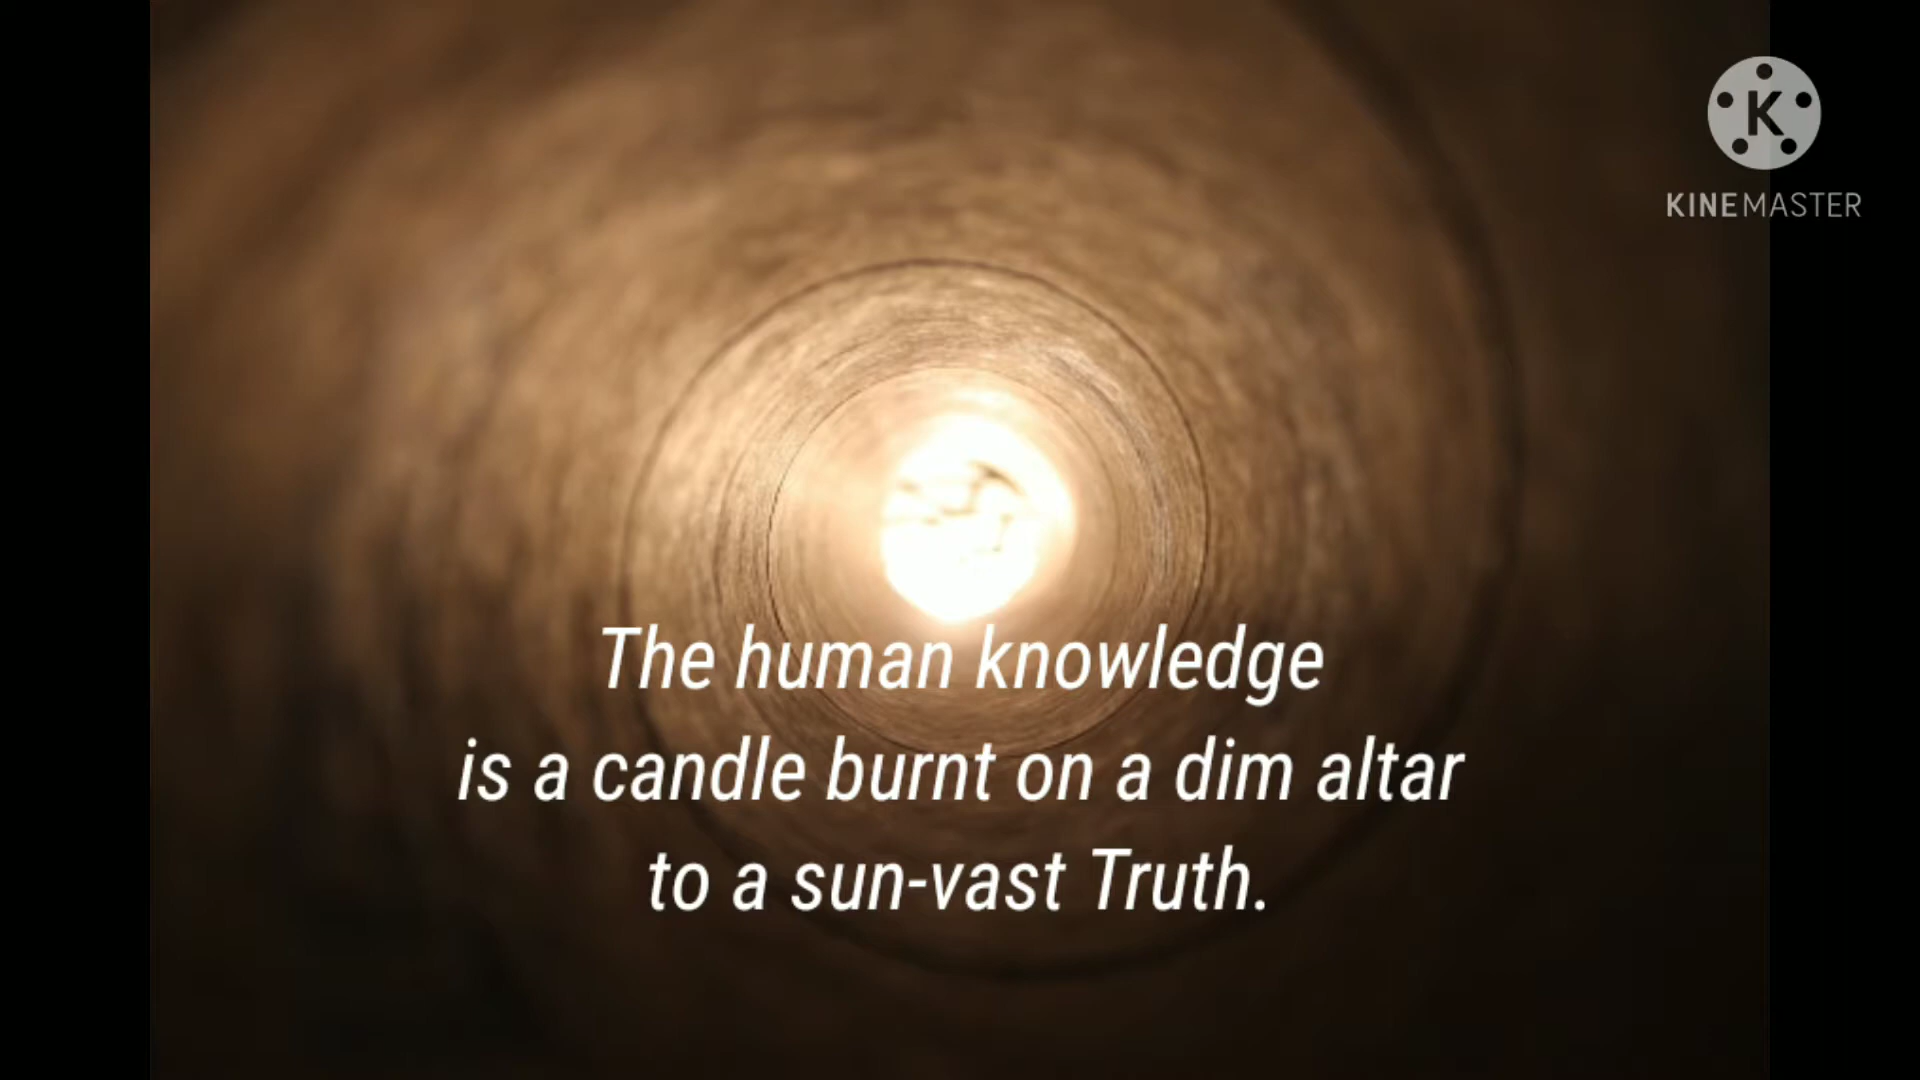 K
KINEMASTER
The human knowledge
is a candle burnt on a dim altar
to a sun-vast Truth.